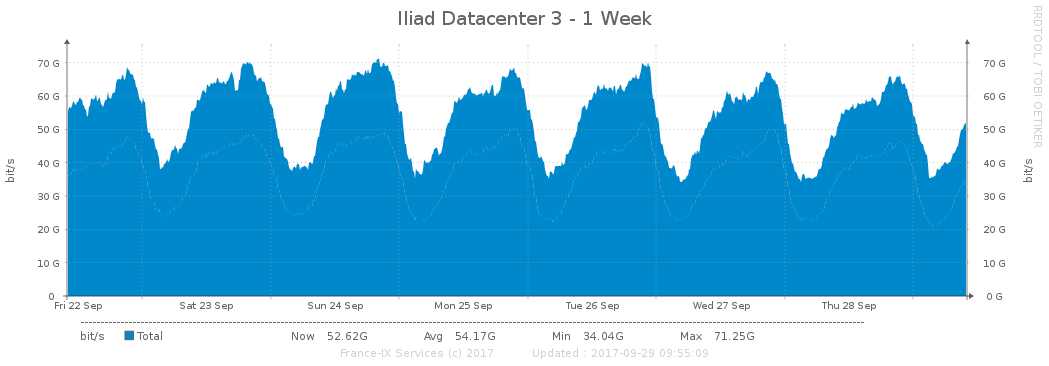 Iliad Datacenter 3 - 1 Week
RRDTOOL / TOBI OETIKER
70 G 70 G
60 G 60 G
50 G 50 G
40 G 40 G
30 G 30 G
20 G 20 G
10 G 10 G
0 0 G
bit/s bit/s
Fri 22 Sep Sat 23 Sep Sun 24 Sep Mon 25 Sep Tue 26 Sep Wed 27 Sep Thu 28 Sep
bit/s Total Now 52.62G Avg 54.17G Min 34.04G Max 71.25G
France-IX Services (c) 2017 Updated : 2017-09-29 09:55:09